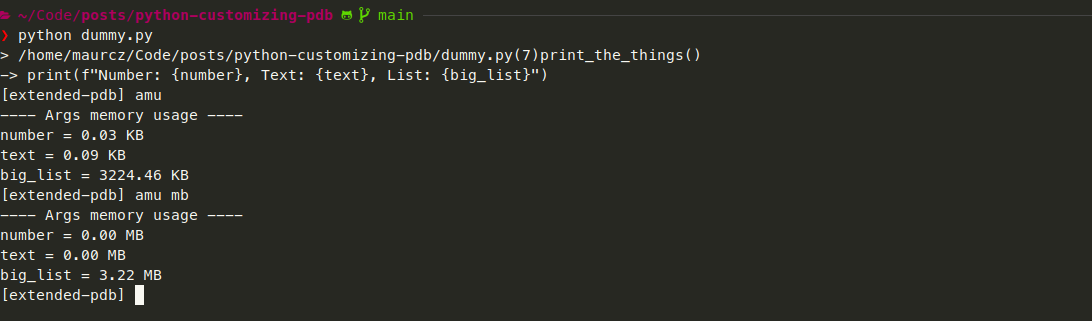 ~/Code/posts/python-customizing-pdb main
❯ python dummy.py
> /home/maurcz/Code/posts/python-customizing-pdb/dummy.py(7)print_the_things()
-> print(f"Number: {number}, Text: {text}, List: {big_list}")
[extended-pdb] amu
---- Args memory usage ----
number = 0.03 KB
text = 0.09 KB
big_list = 3224.46 KB
[extended-pdb] amu mb
---- Args memory usage ----
number = 0.00 MB
text = 0.00 MB
big_list = 3.22 MB
[extended-pdb]